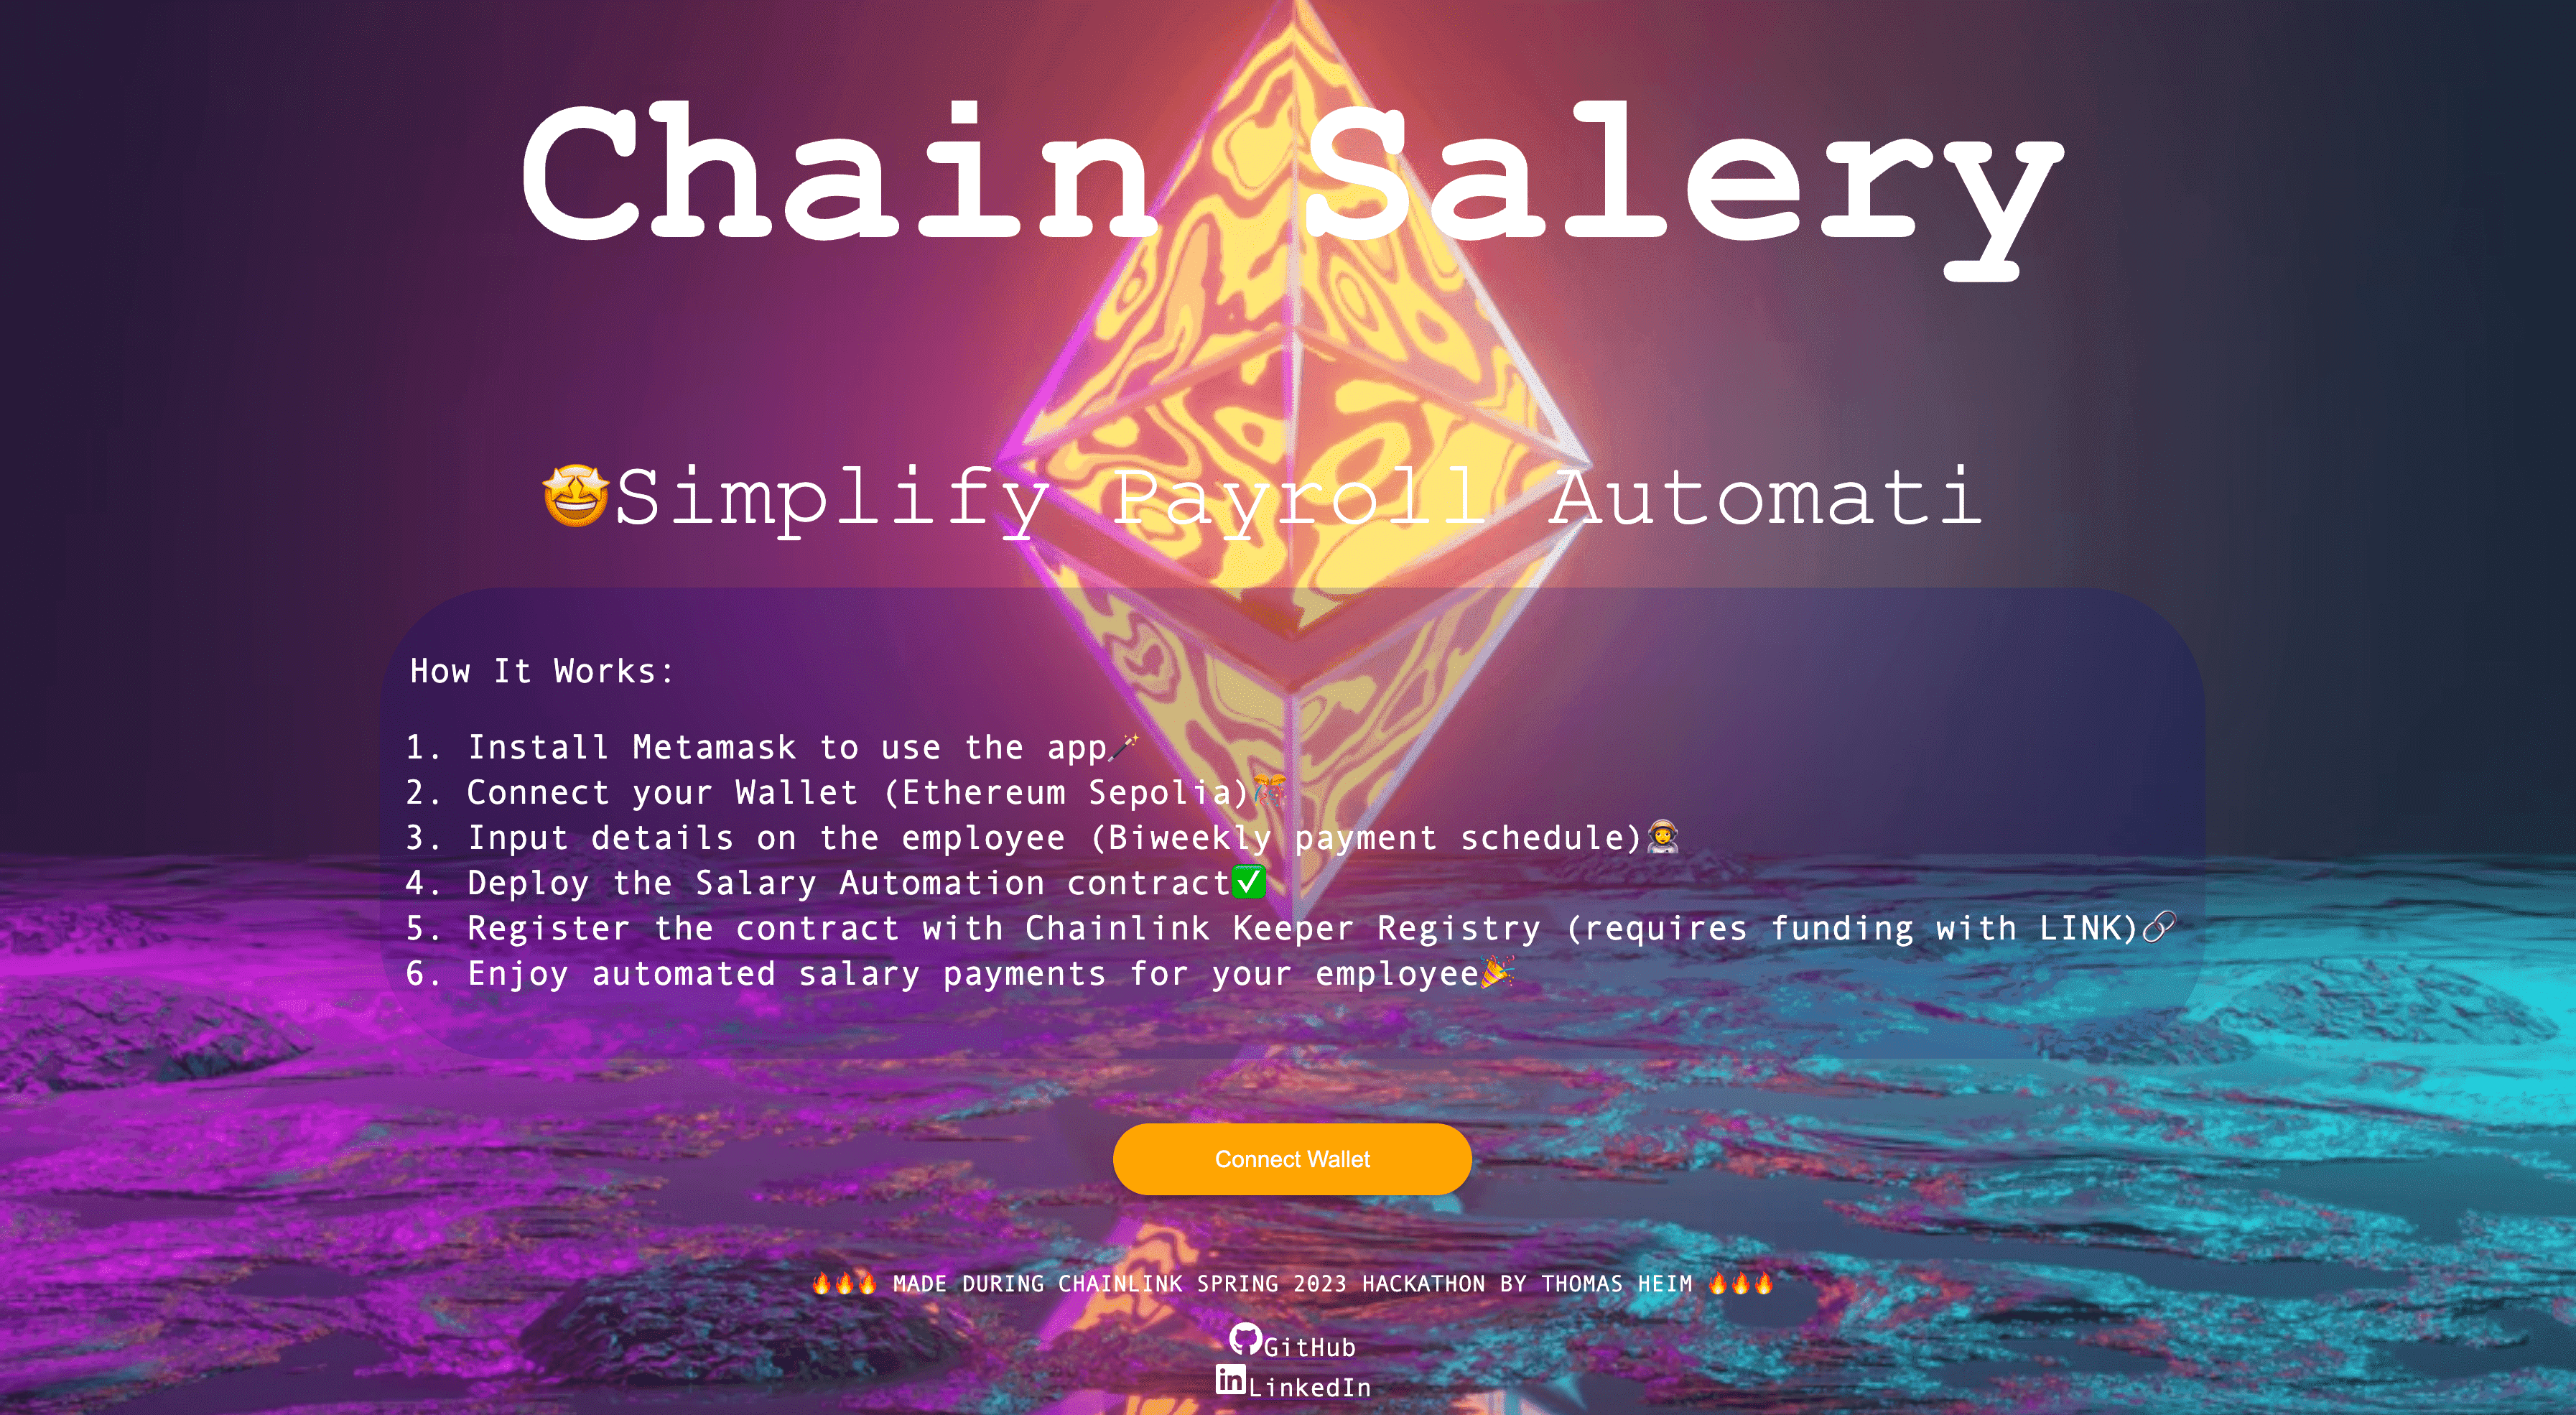 Chain Salery
🤩Simplify Payroll Automati
How It Works:
1. Install Metamask to use the app🪄
2. Connect your Wallet (Ethereum Sepolia)🎊
3. Input details on the employee (Biweekly payment schedule)👩‍🚀
4. Deploy the Salary Automation contract✅
5. Register the contract with Chainlink Keeper Registry (requires funding with LINK)🔗
6. Enjoy automated salary payments for your employee🎉
Connect Wallet
🔥🔥🔥 MADE DURING CHAINLINK SPRING 2023 HACKATHON BY THOMAS HEIM 🔥🔥🔥
GitHub
in LinkedIn